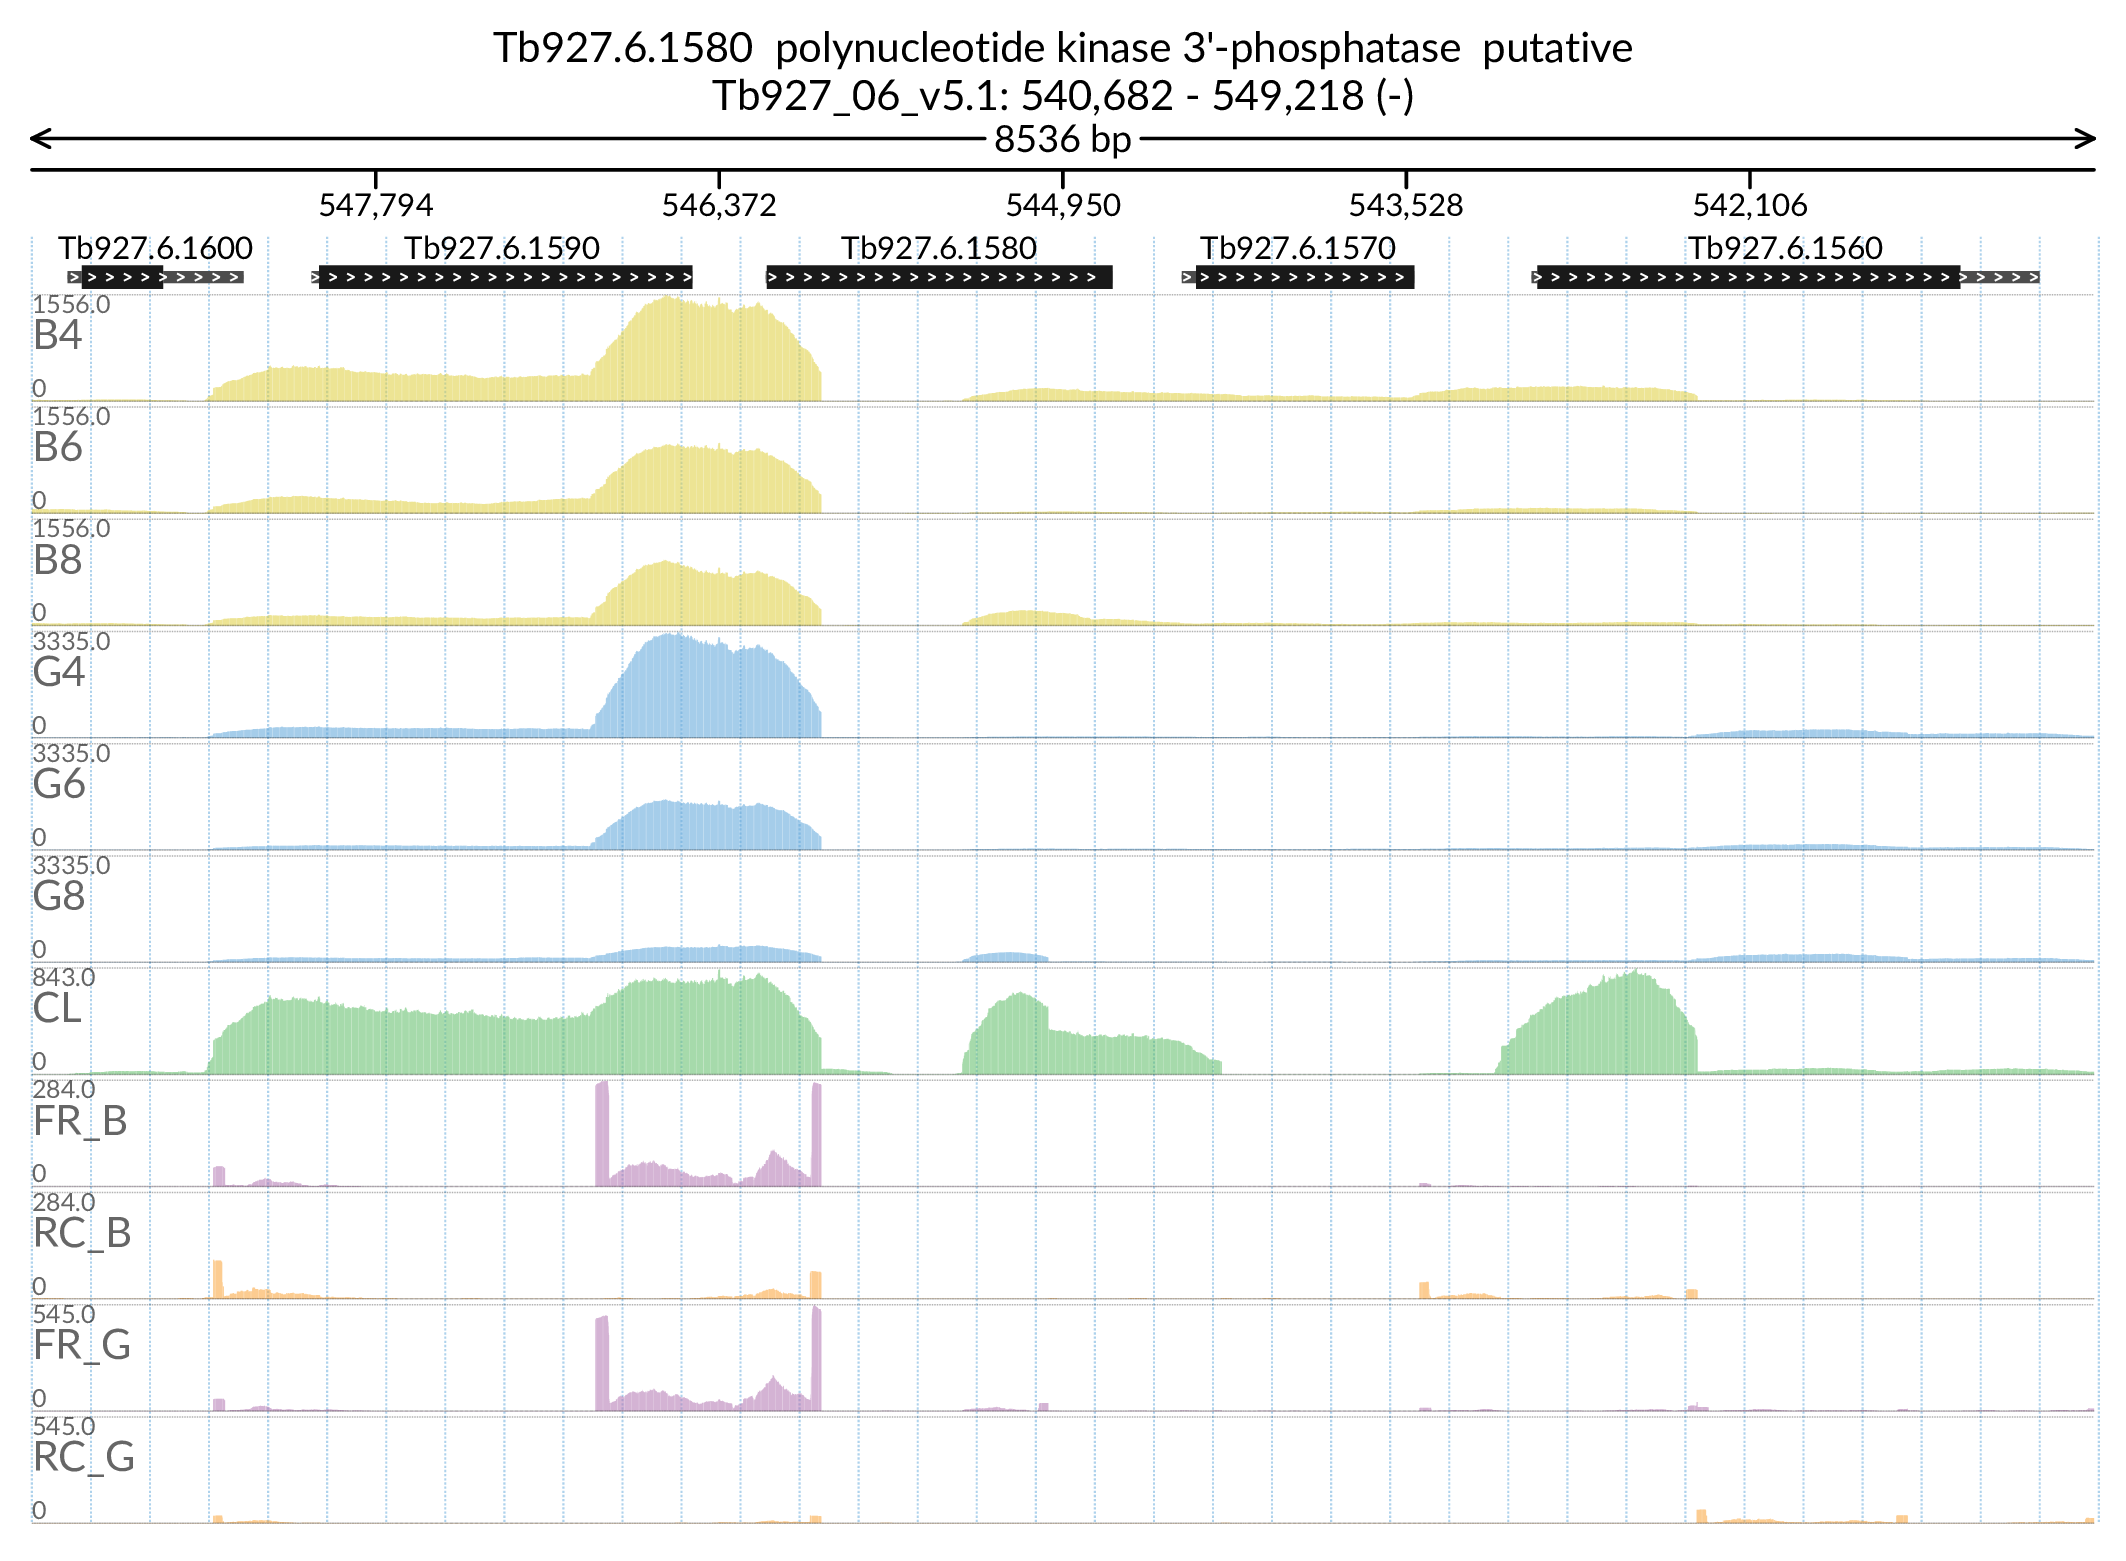 Tb927.6.1580 polynucleotide kinase 3'-phosphatase putative
Tb927_06_v5.1: 540,682 - 549,218 (-)
8536 bp
547,794 546,372 544,950 543,528 542,106
Tb927.6.1600 Tb927.6.1590 Tb927.6.1580 Tb927.6.1570 Tb927.6.1560
1556.0
B4
0
1556.0
B6
0
1556.0
B8
0
3335.0
G4
0
3335.0
G6
0
3335.0
G8
0
843.0
CL
0
284.0
FR_B
0
284.0
RC_B
0
545.0
FR_G
0
545.0
RC_G
0